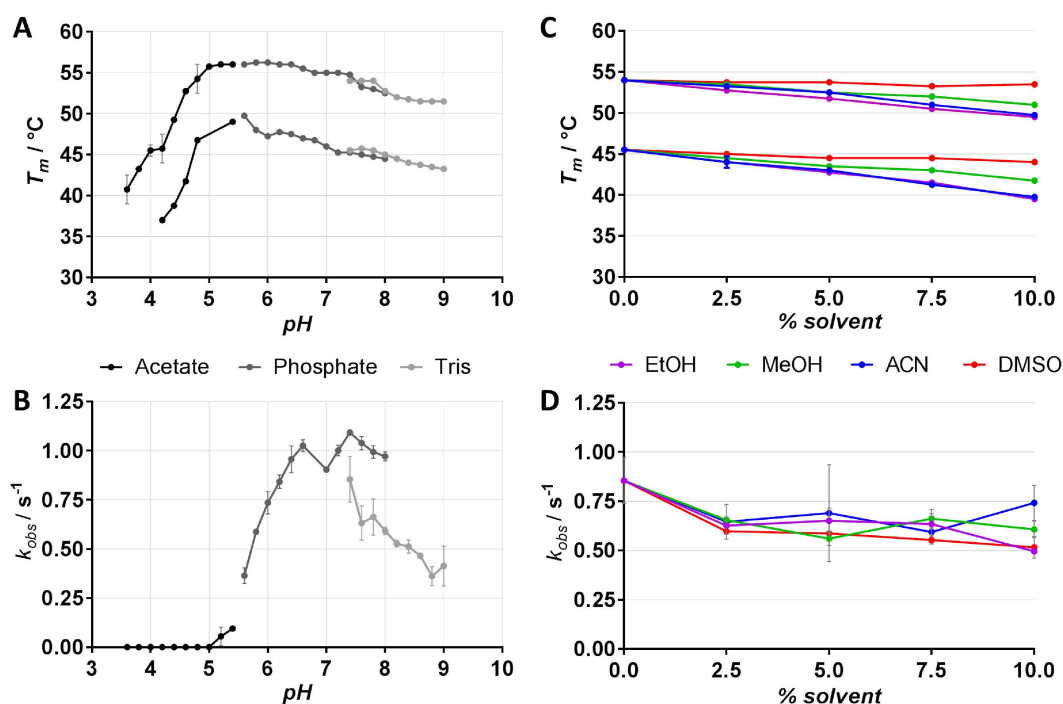 A
60
55
50
45
40
35
30
T_m / °C
3 4 5 6 7 8 9 10
pH
C
60
55
50
45
40
35
30
T_m / °C
0.0 2.5 5.0 7.5 10.0
% solvent
Acetate Phosphate Tris
EtOH MeOH ACN DMSO
B
1.25
1.00
0.75
0.50
0.25
0.00
k_obs / s⁻¹
3 4 5 6 7 8 9 10
pH
D
1.25
1.00
0.75
0.50
0.25
0.00
k_obs / s⁻¹
0.0 2.5 5.0 7.5 10.0
% solvent